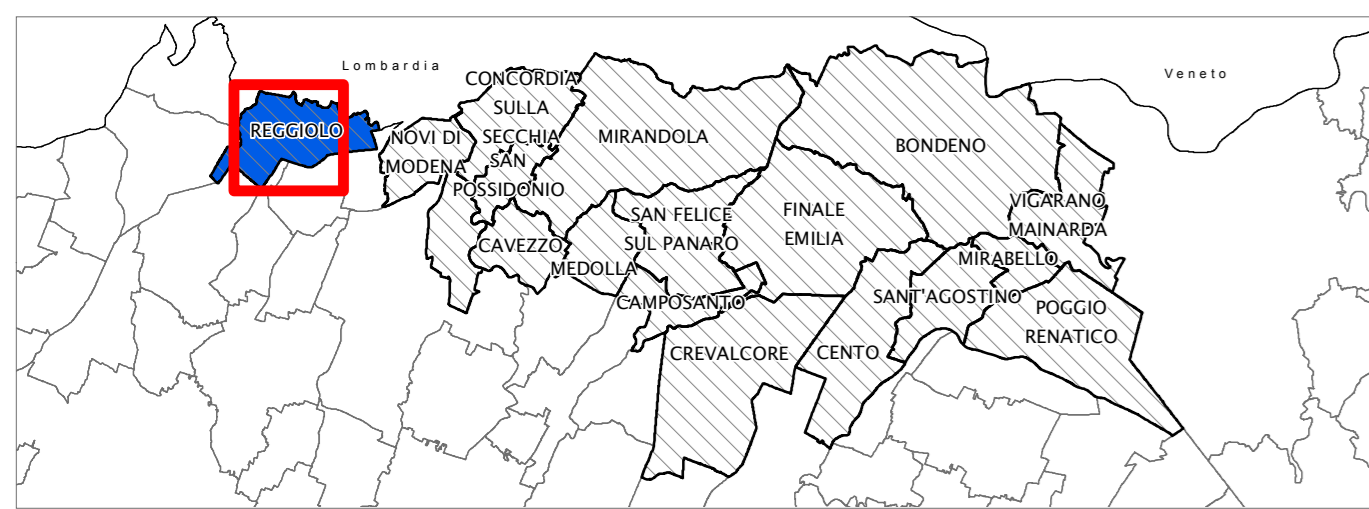 Lombardia
Veneto
REGGIOLO
NOVI DI
MODENA
CONCORDIA
SULLA
SECCHIA
SAN
POSSIDONIO
MIRANDOLA
BONDENO
CAVEZZO
MEDOLLA
SAN FELICE
SUL PANARO
FINALE
EMILIA
VIGARANO
MAINARDA
MIRABELLO
CAMPOSANTO
SANT'AGOSTINO
POGGIO
RENATICO
CREVALCORE
CENTO